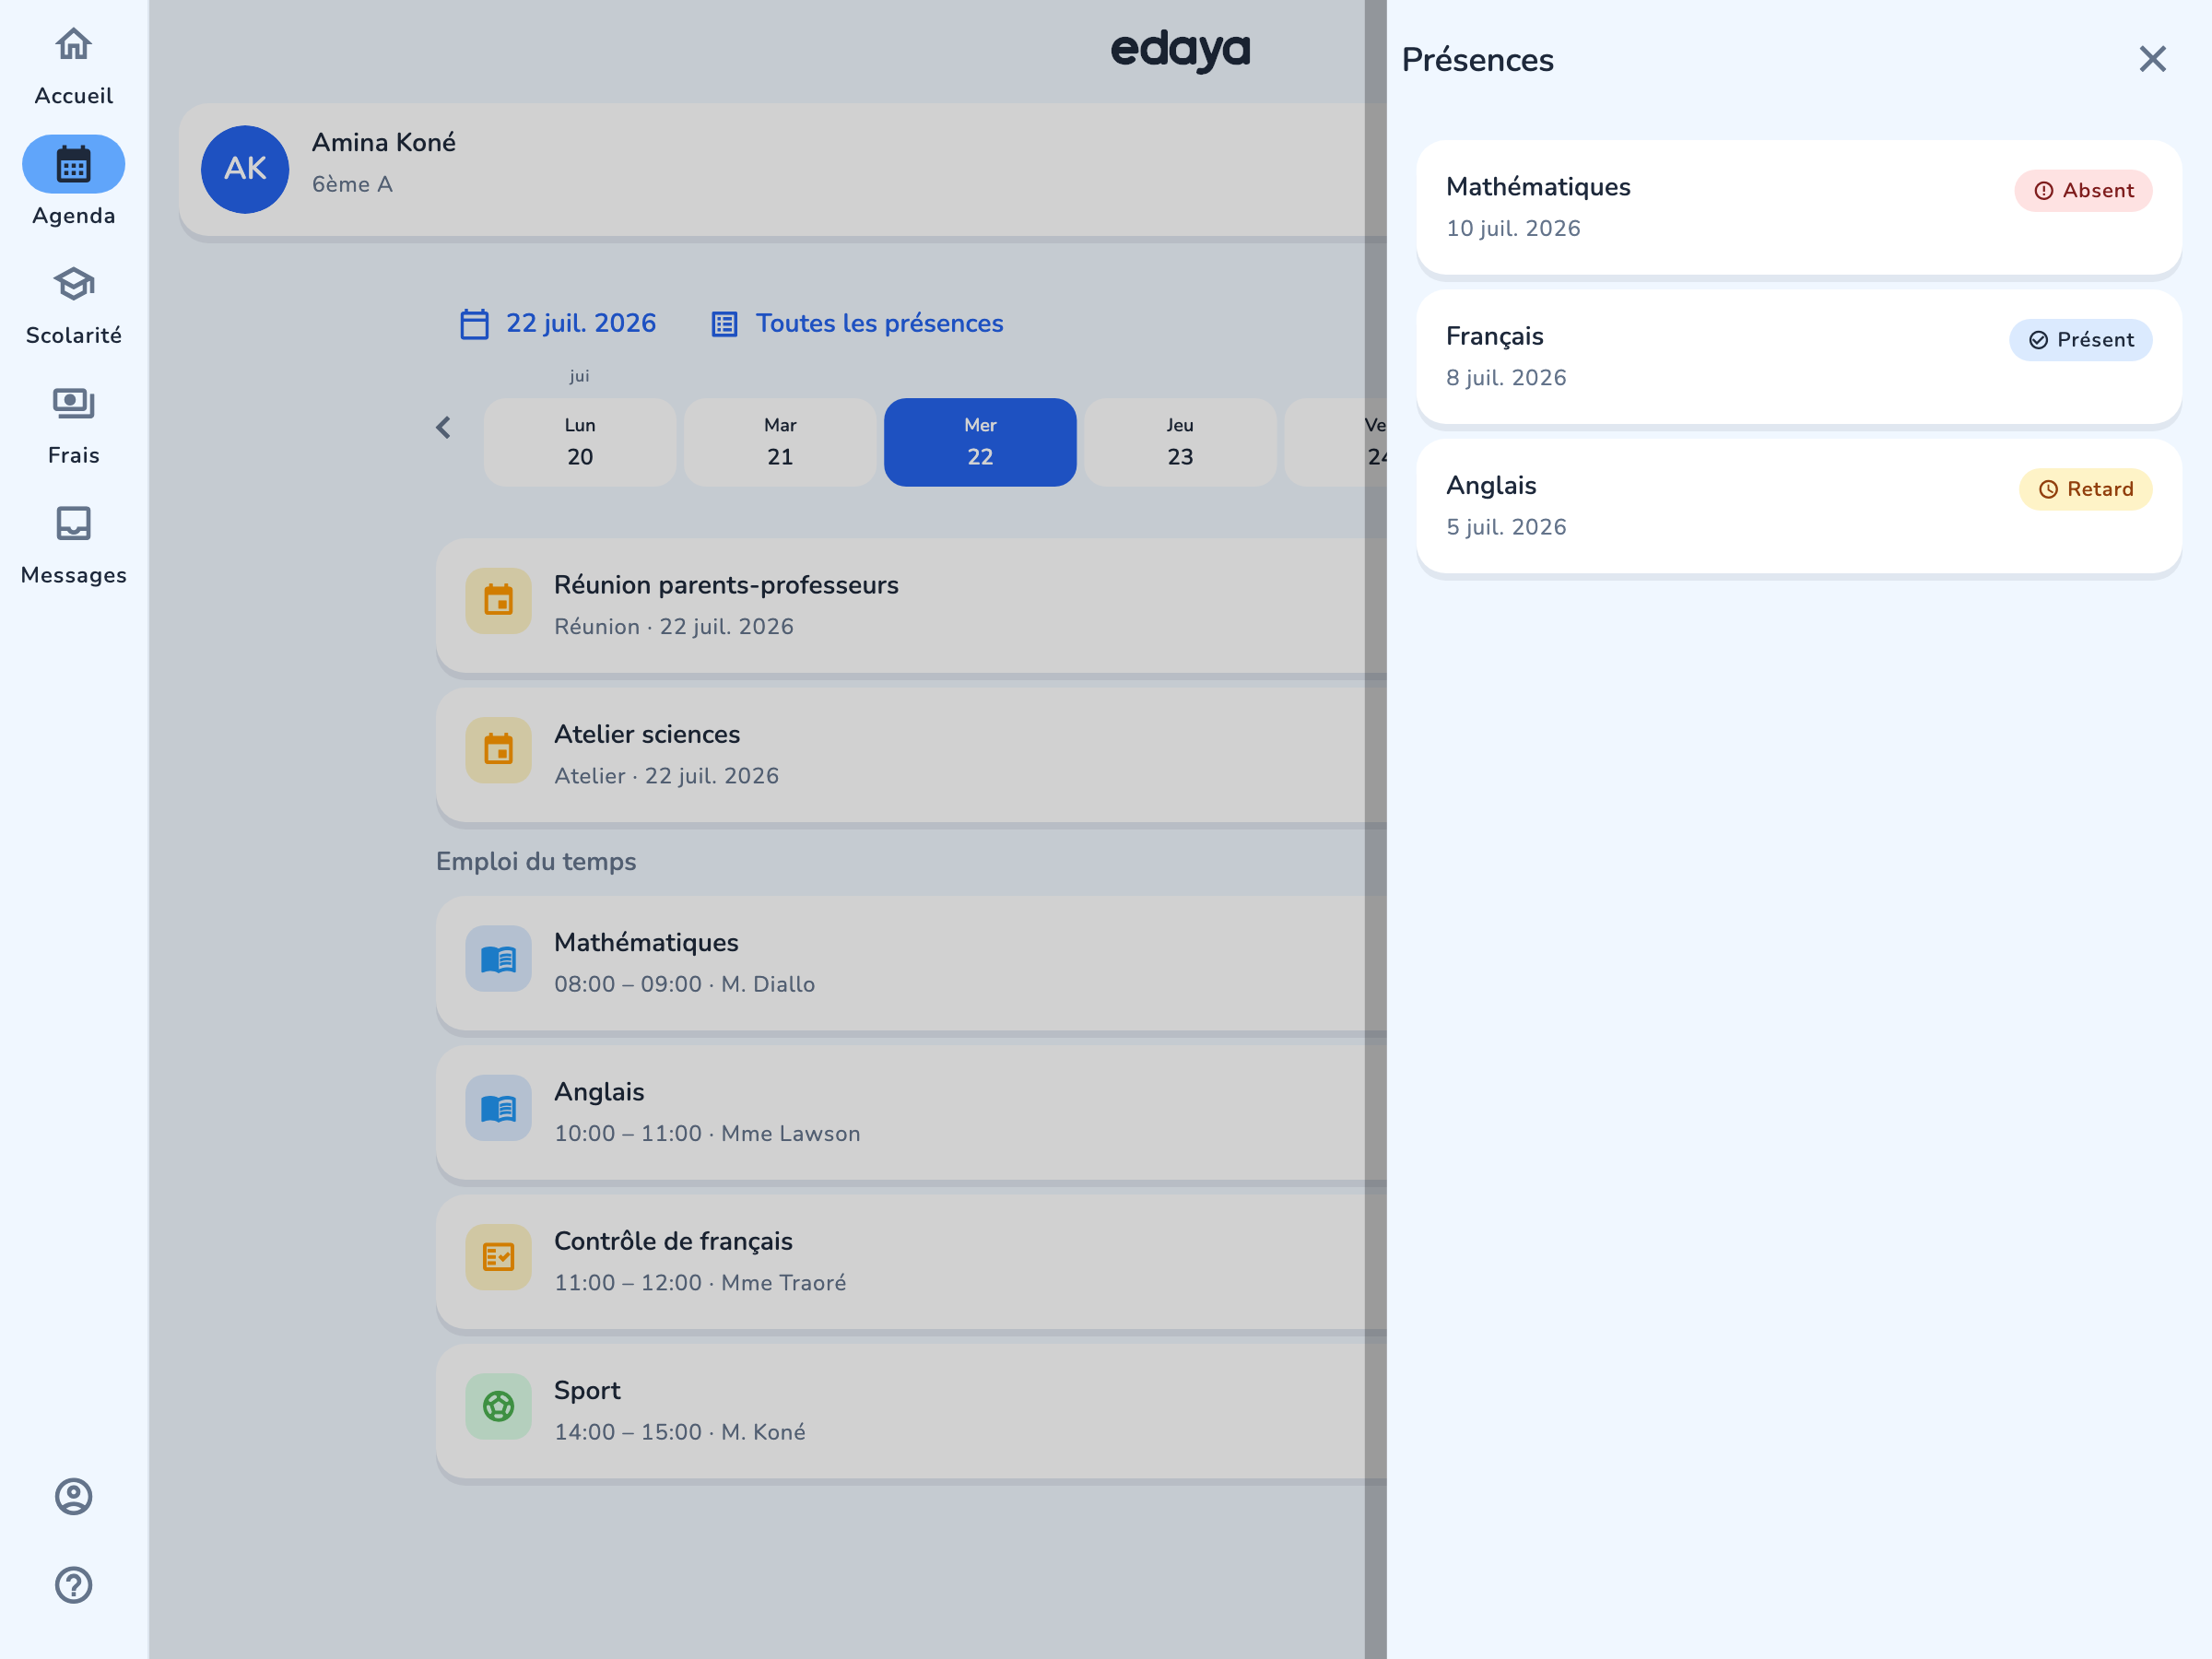 Accueil
Agenda
Scolarité
Frais
Messages
edaya
AK
Amina Koné
6ème A
22 juil. 2026
Toutes les présences
jui
Lun
20
Mar
21
Mer
22
Jeu
23
Réunion parents-professeurs
Réunion · 22 juil. 2026
Atelier sciences
Atelier · 22 juil. 2026
Emploi du temps
Mathématiques
08:00 – 09:00 · M. Diallo
Anglais
10:00 – 11:00 · Mme Lawson
Contrôle de français
11:00 – 12:00 · Mme Traoré
Sport
14:00 – 15:00 · M. Koné
Présences
Mathématiques
Absent
10 juil. 2026
Français
Présent
8 juil. 2026
Anglais
Retard
5 juil. 2026